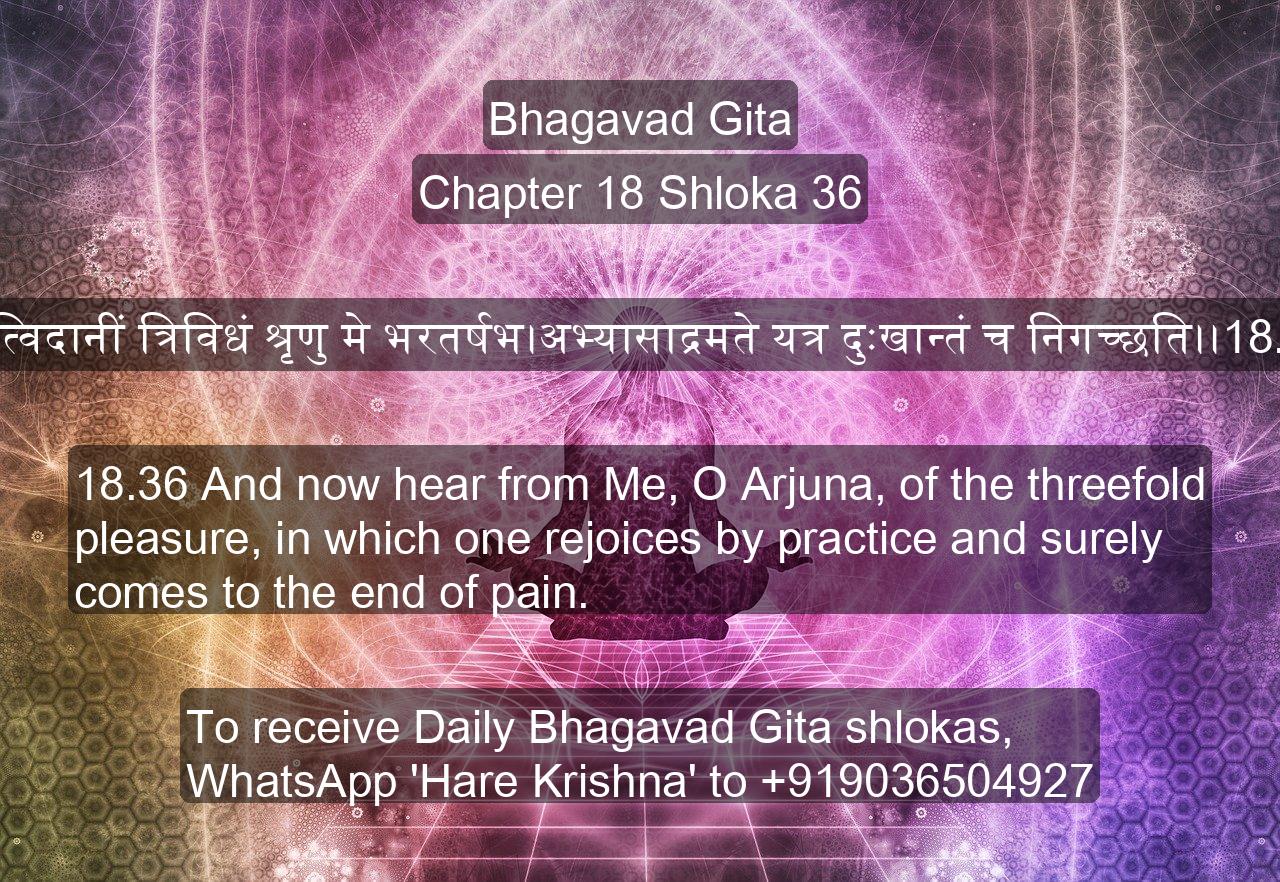 Bhagavad Gita
Chapter 18 Shloka 36
त्विदानीं त्रिविधं श्रृणु मे भरतर्षभ।अभ्यासाद्रमते यत्र दुःखान्तं च निगच्छति।।18.
18.36 And now hear from Me, O Arjuna, of the threefold
pleasure, in which one rejoices by practice and surely
comes to the end of pain.
To receive Daily Bhagavad Gita shlokas,
WhatsApp 'Hare Krishna' to +919036504927